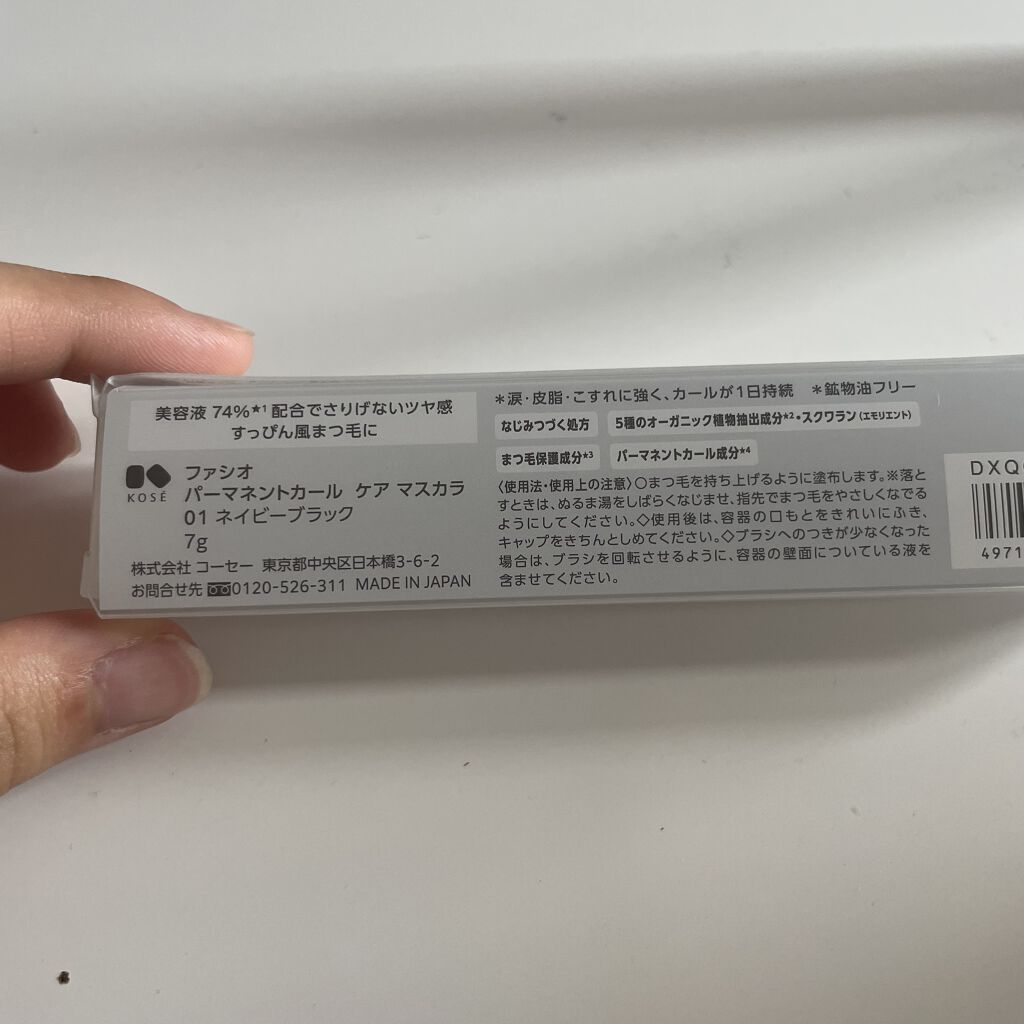 美容液 74%★1 配合でさりげないツヤ感
すっぴん風まつ毛に
KOSÉ
ファシオ
パーマネントカール ケア マスカラ
01 ネイビーブラック
7g
株式会社 コーセー 東京都中央区日本橋3-6-2
お問合せ先 0120-526-311 MADE IN JAPAN
＊涙・皮脂・こすれに強く、カールが1日持続 ＊鉱物油フリー
なじみつづく処方 5種のオーガニック植物抽出成分★2・スクワラン(エモリエント)
まつ毛保護成分★3 パーマネントカール成分★4
〈使用法・使用上の注意〉○まつ毛を持ち上げるように塗布します。※落と
すときは、ぬるま湯をしばらくなじませ、指先でまつ毛をやさしくなでる
ようにしてください。◇使用後は、容器の口もとをきれいにふき、
キャップをきちんとしめてください。◇ブラシへのつきが少なくなった
場合は、ブラシを回転させるように、容器の壁面についている液を
含ませてください。
DXQ
4971